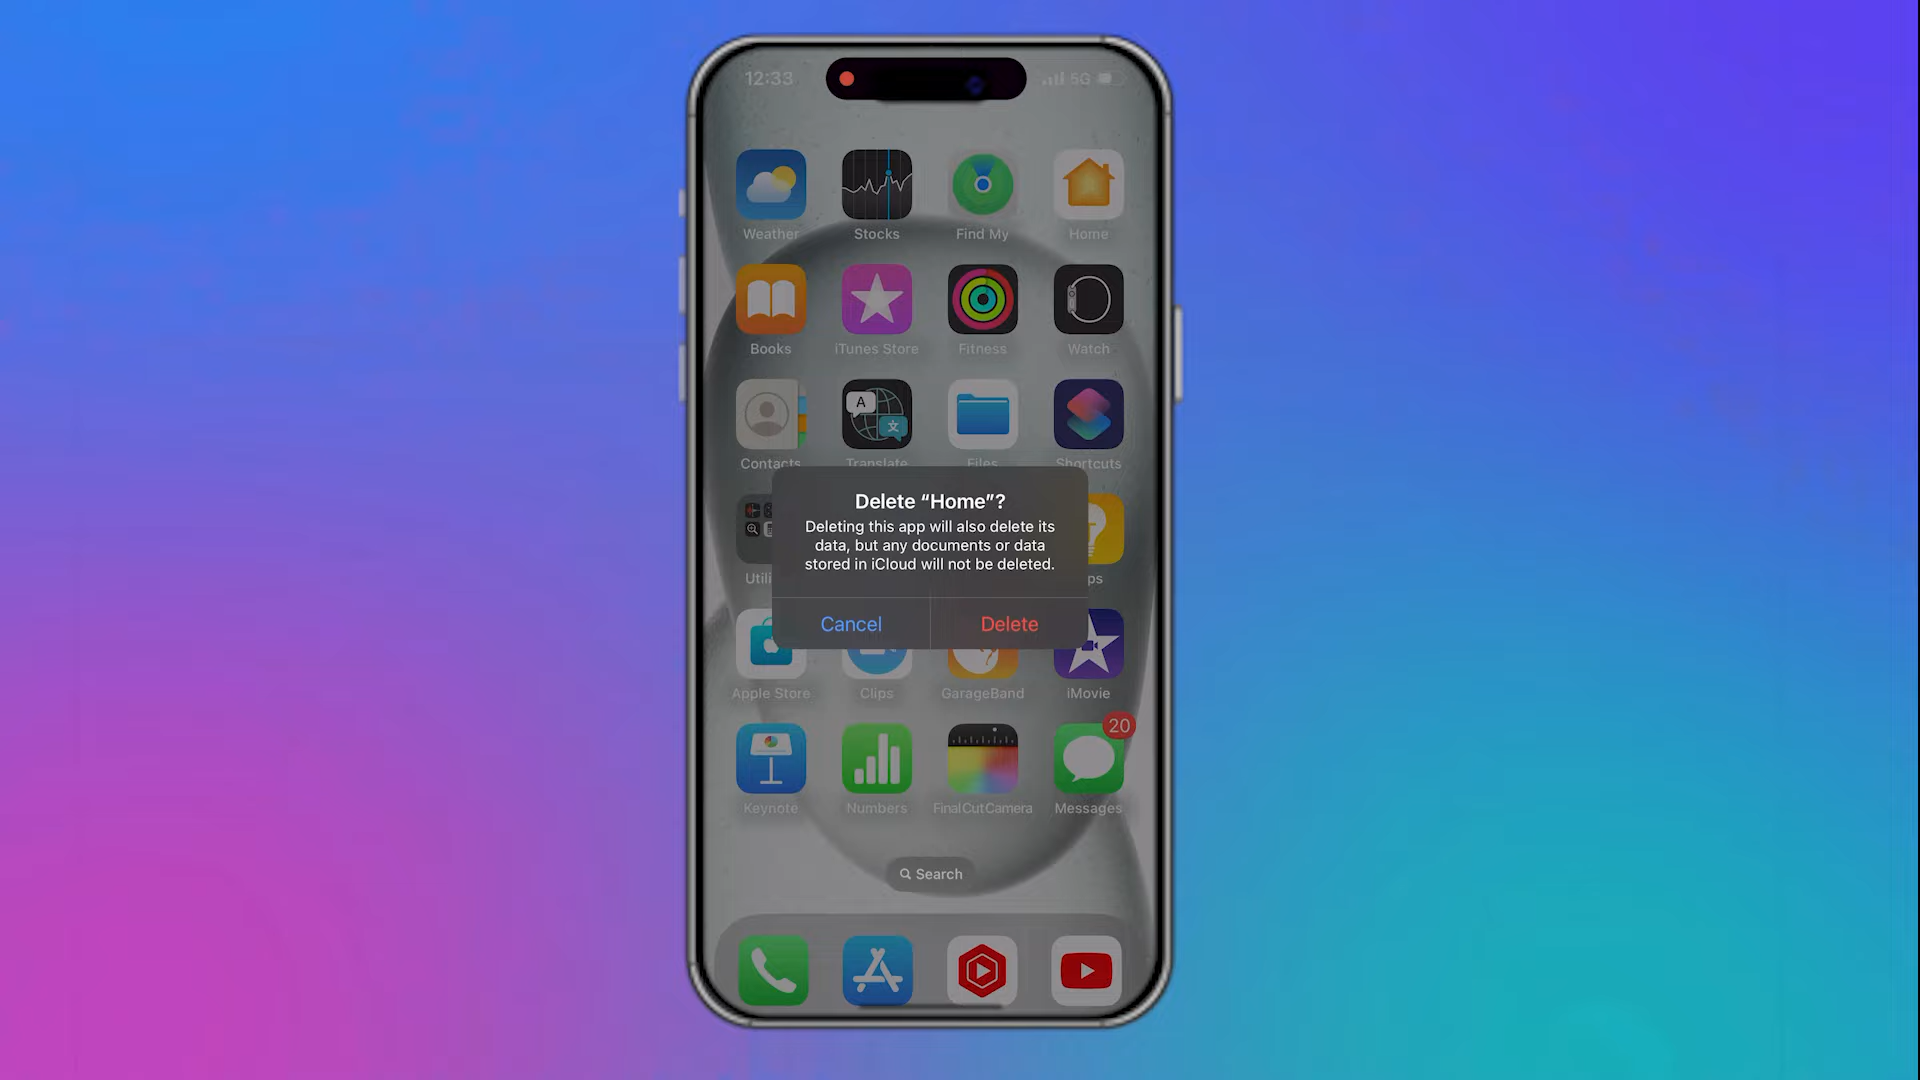 12:33
5G
Weather
Stocks
Find My
Home
Books
iTunes Store
Fitness
Watch
Contacts
Translate
Files
Shortcuts
Delete “Home”?
Deleting this app will also delete its
data, but any documents or data
stored in iCloud will not be deleted.
Utili
ps
Cancel
Delete
Apple Store
Clips
GarageBand
iMovie
20
Keynote
Numbers
FinalCutCamera
Messages
Search